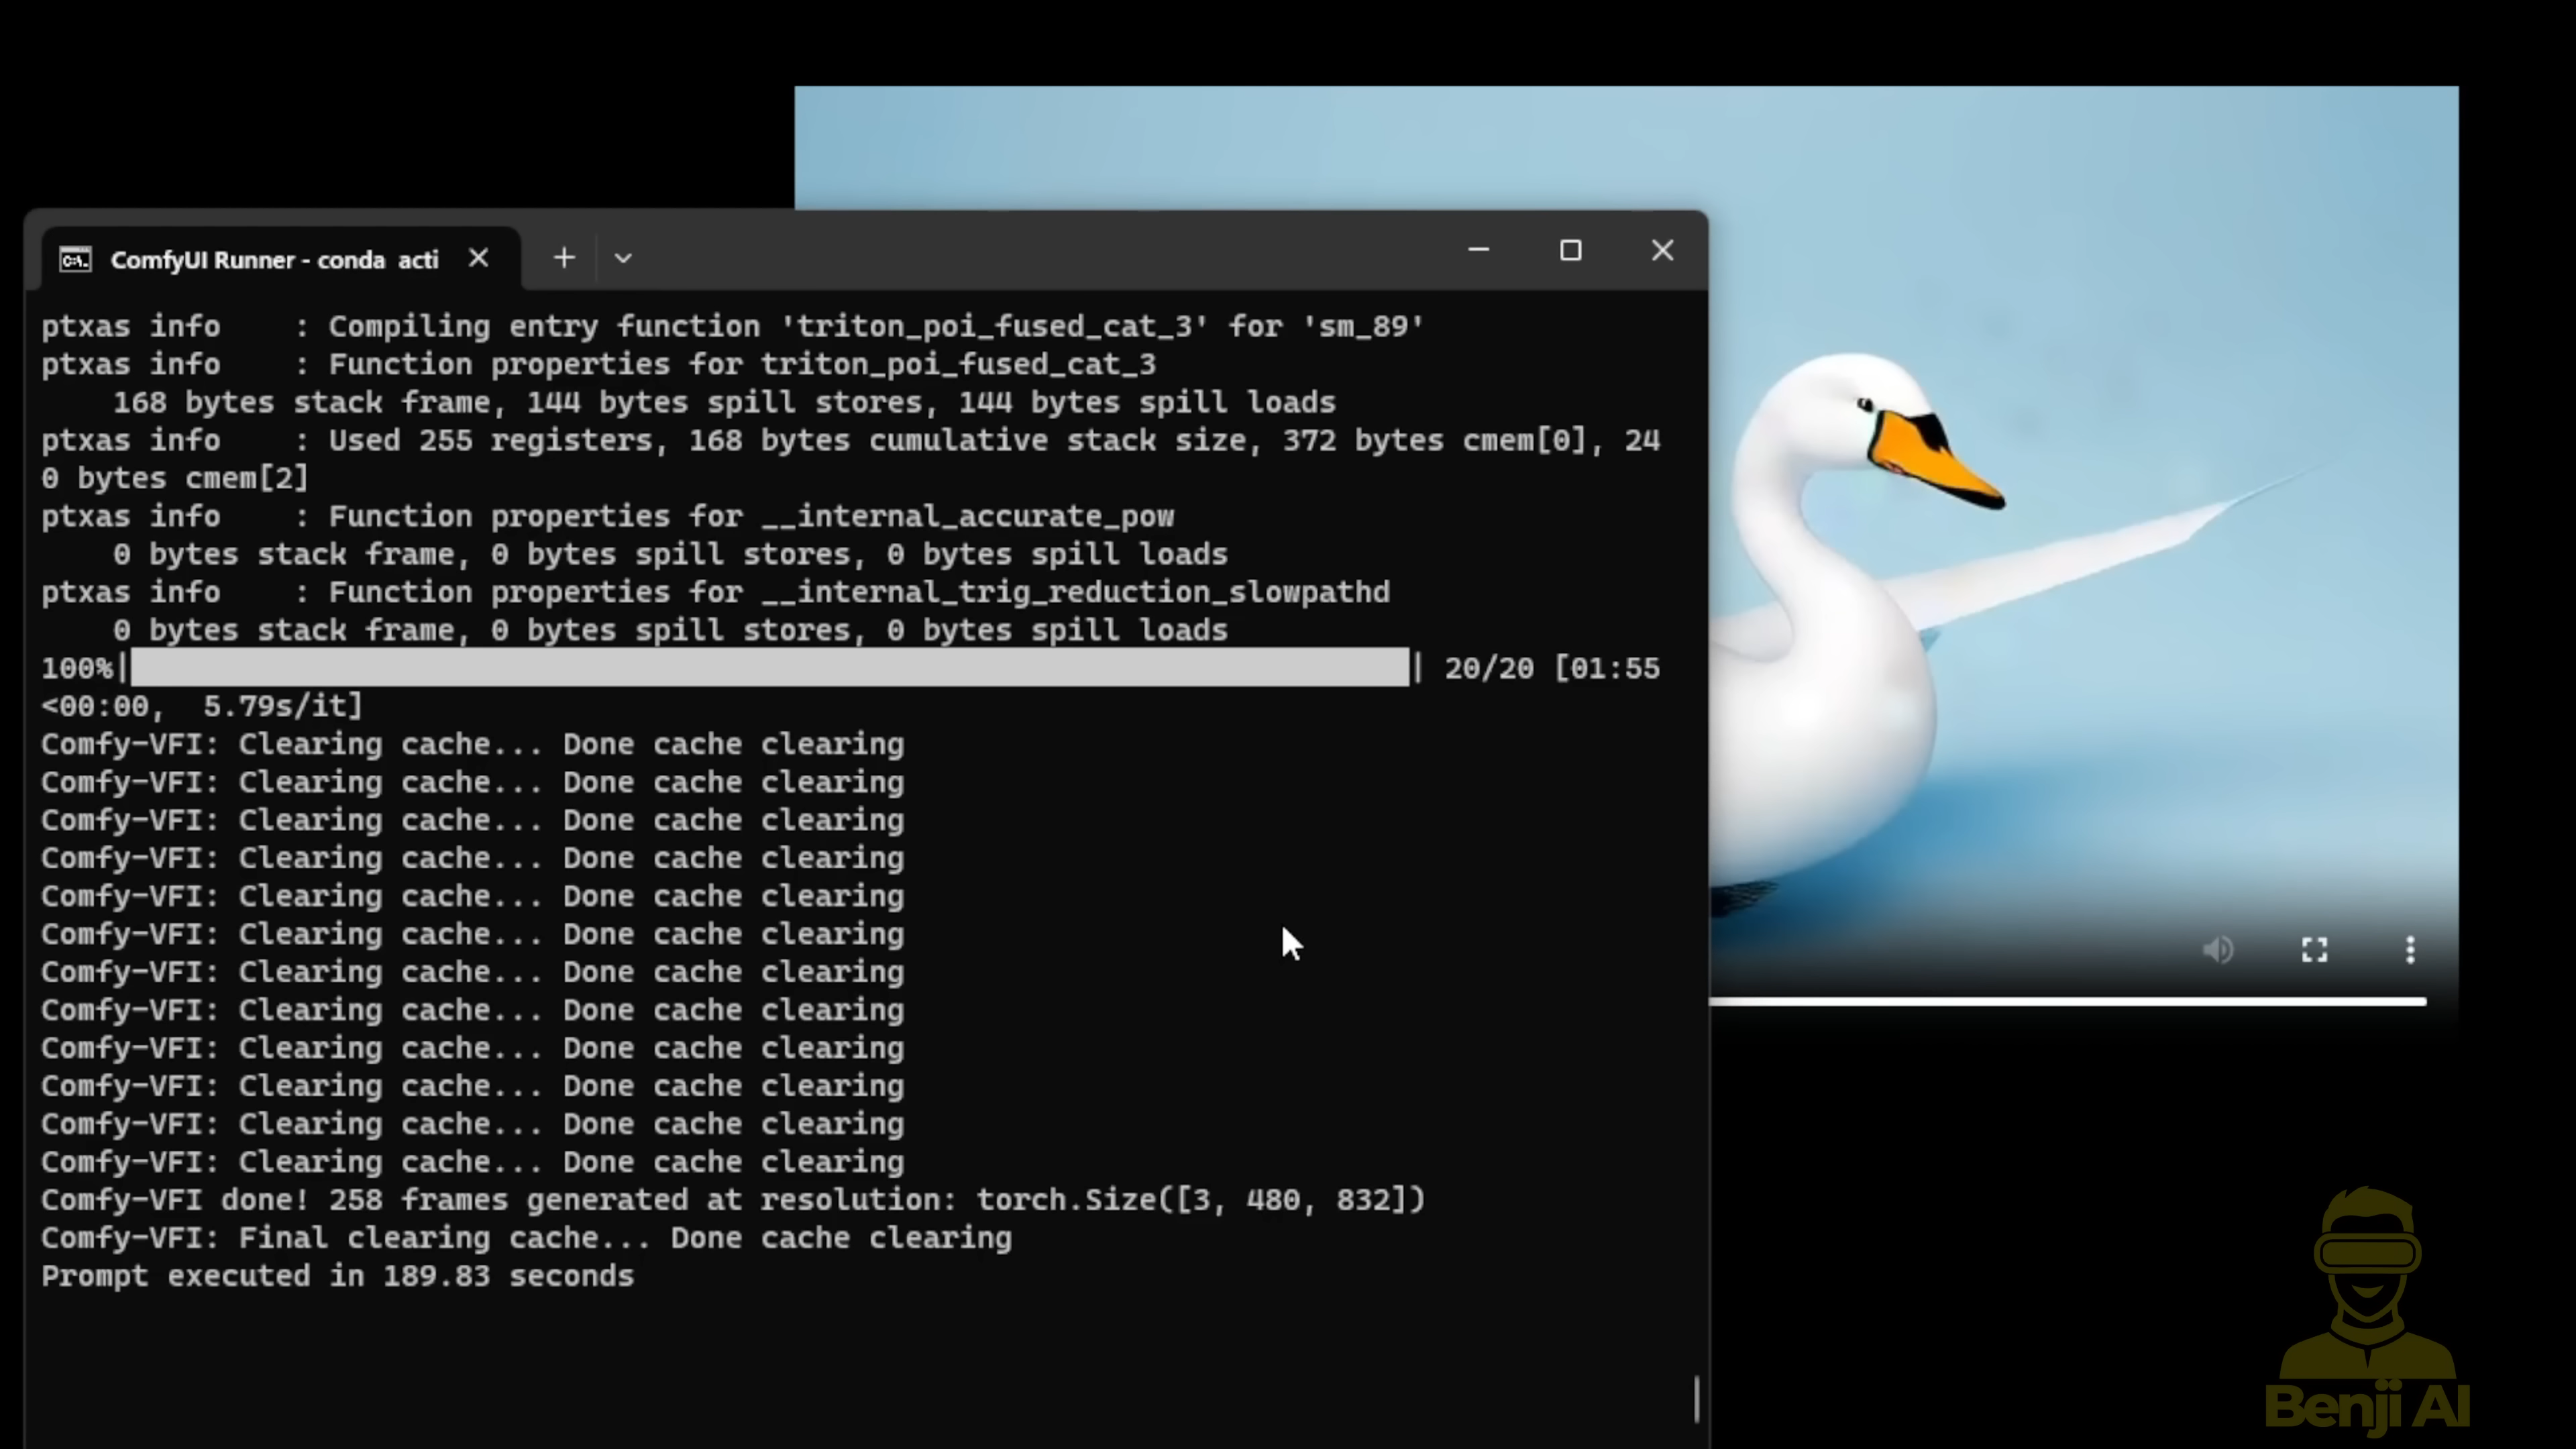 ComfyUI Runner - conda acti
ptxas info    : Compiling entry function 'triton_poi_fused_cat_3' for 'sm_89'
ptxas info    : Function properties for triton_poi_fused_cat_3
    168 bytes stack frame, 144 bytes spill stores, 144 bytes spill loads
ptxas info    : Used 255 registers, 168 bytes cumulative stack size, 372 bytes cmem[0], 24
0 bytes cmem[2]
ptxas info    : Function properties for __internal_accurate_pow
    0 bytes stack frame, 0 bytes spill stores, 0 bytes spill loads
ptxas info    : Function properties for __internal_trig_reduction_slowpathd
    0 bytes stack frame, 0 bytes spill stores, 0 bytes spill loads
100%| | 20/20 [01:55
<00:00,  5.79s/it]
Comfy-VFI: Clearing cache... Done cache clearing
Comfy-VFI: Clearing cache... Done cache clearing
Comfy-VFI: Clearing cache... Done cache clearing
Comfy-VFI: Clearing cache... Done cache clearing
Comfy-VFI: Clearing cache... Done cache clearing
Comfy-VFI: Clearing cache... Done cache clearing
Comfy-VFI: Clearing cache... Done cache clearing
Comfy-VFI: Clearing cache... Done cache clearing
Comfy-VFI: Clearing cache... Done cache clearing
Comfy-VFI: Clearing cache... Done cache clearing
Comfy-VFI: Clearing cache... Done cache clearing
Comfy-VFI: Clearing cache... Done cache clearing
Comfy-VFI done! 258 frames generated at resolution: torch.Size([3, 480, 832])
Comfy-VFI: Final clearing cache... Done cache clearing
Prompt executed in 189.83 seconds
Benji AI